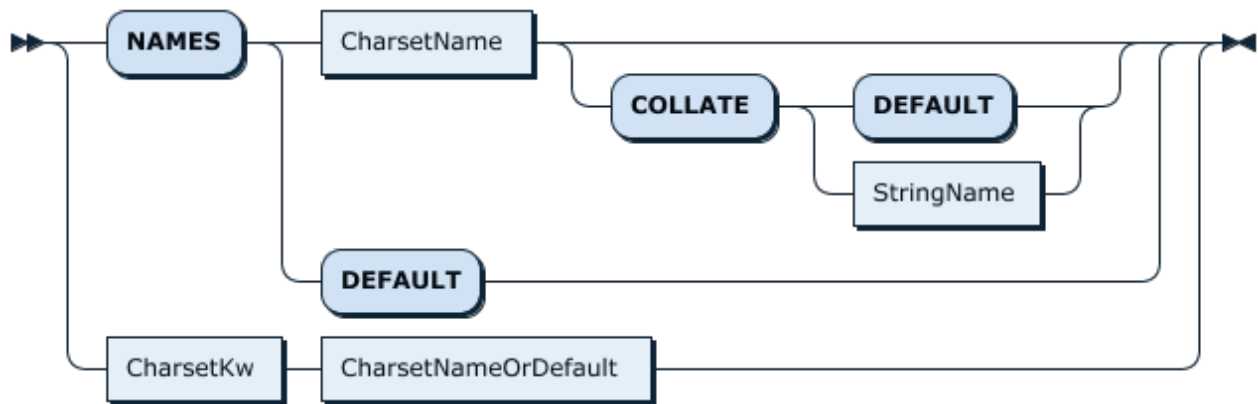 NAMES CharsetName
COLLATE DEFAULT
StringName
DEFAULT
CharsetKw CharsetNameOrDefault